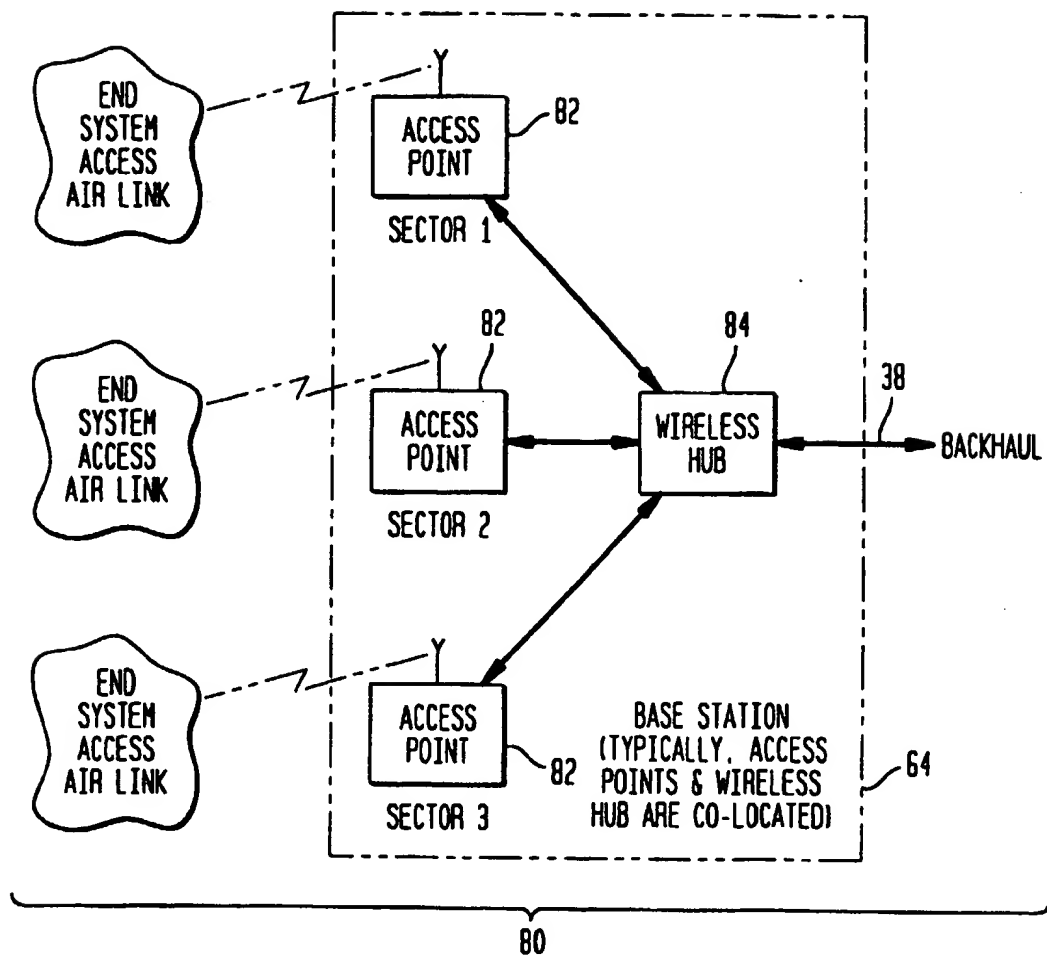 END
SYSTEM
ACCESS
AIR LINK
ACCESS
POINT
82
SECTOR 1
END
SYSTEM
ACCESS
AIR LINK
ACCESS
POINT
82
SECTOR 2
WIRELESS
HUB
84
38
BACKHAUL
END
SYSTEM
ACCESS
AIR LINK
ACCESS
POINT
82
SECTOR 3
BASE STATION
(TYPICALLY, ACCESS
POINTS & WIRELESS
HUB ARE CO-LOCATED)
64
80